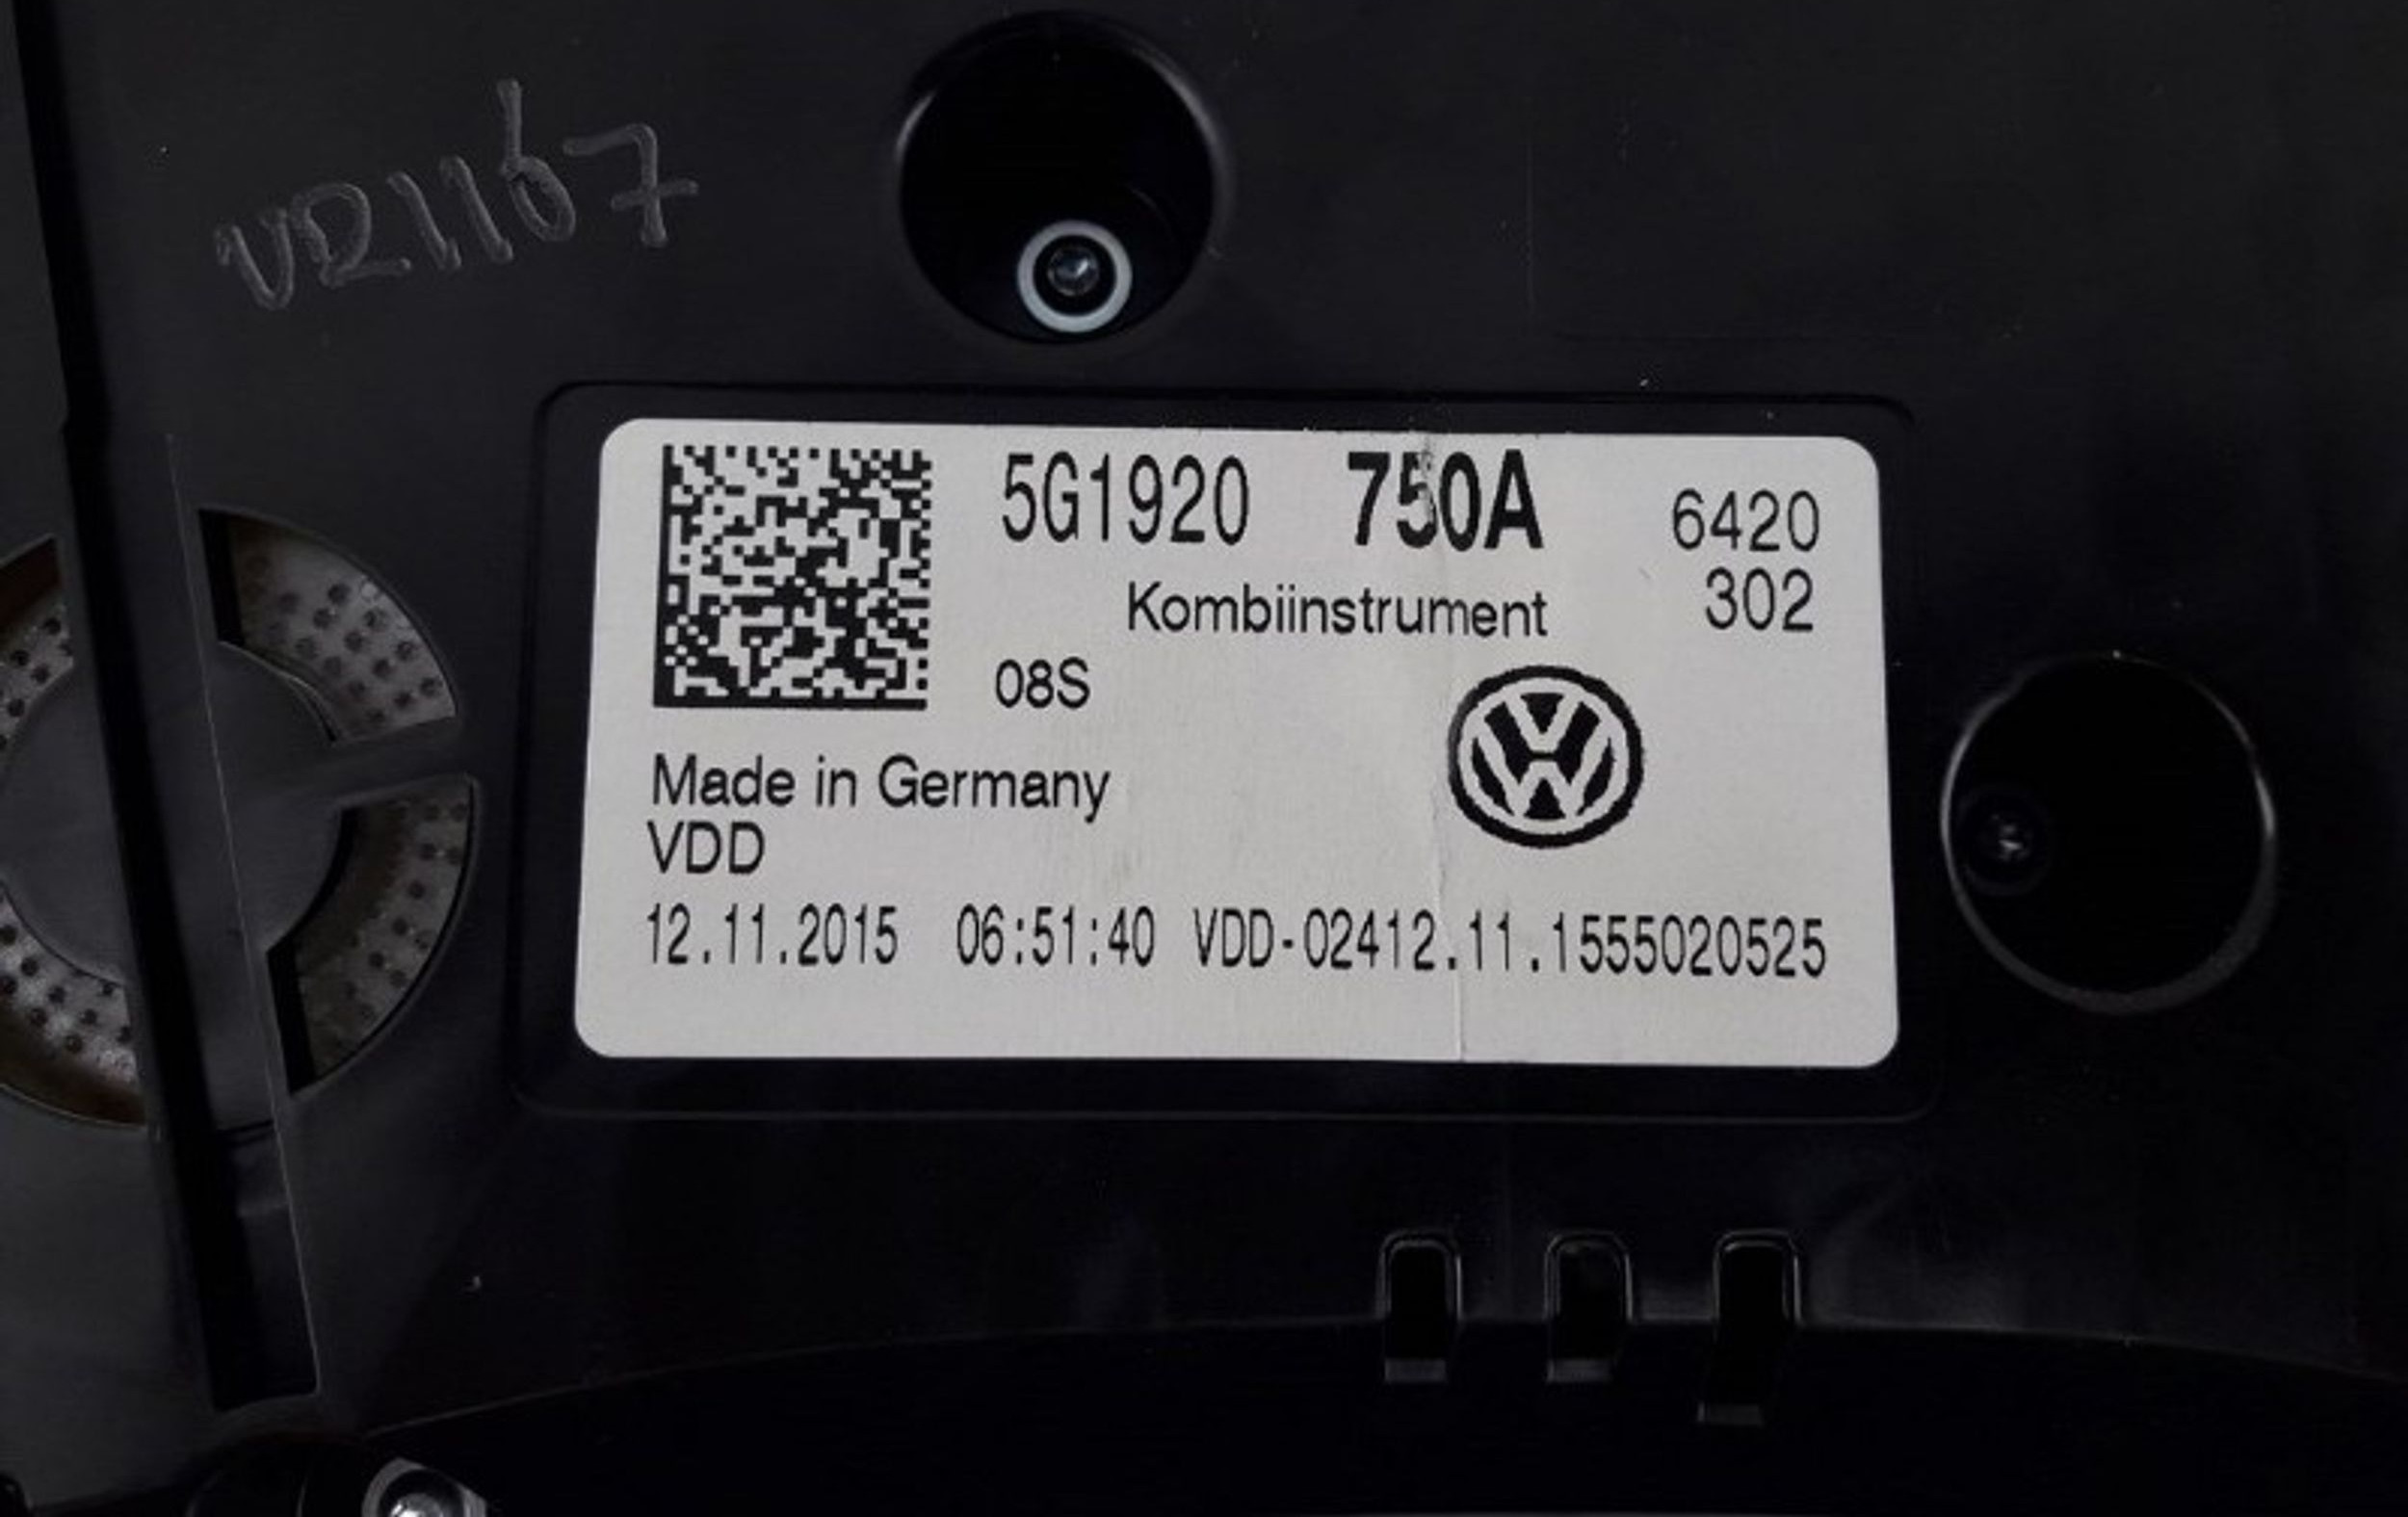 VR1167
5G1920 750A 6420
Kombiinstrument 302
08S
Made in Germany
VDD
12.11.2015 06:51:40 VDD-02412.11.1555020525